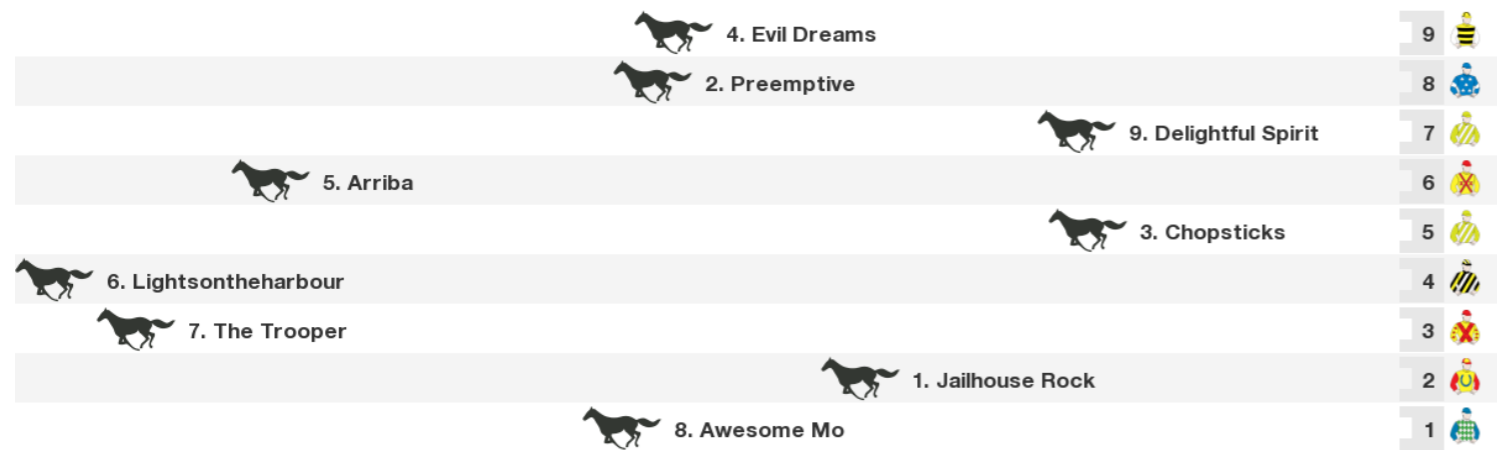 4. Evil Dreams 9
2. Preemptive 8
9. Delightful Spirit 7
5. Arriba 6
3. Chopsticks 5
6. Lightsontheharbour 4
7. The Trooper 3
1. Jailhouse Rock 2
8. Awesome Mo 1